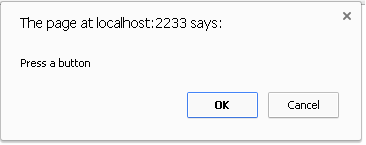 The page at localhost:2233 says:
Press a button
OK
Cancel